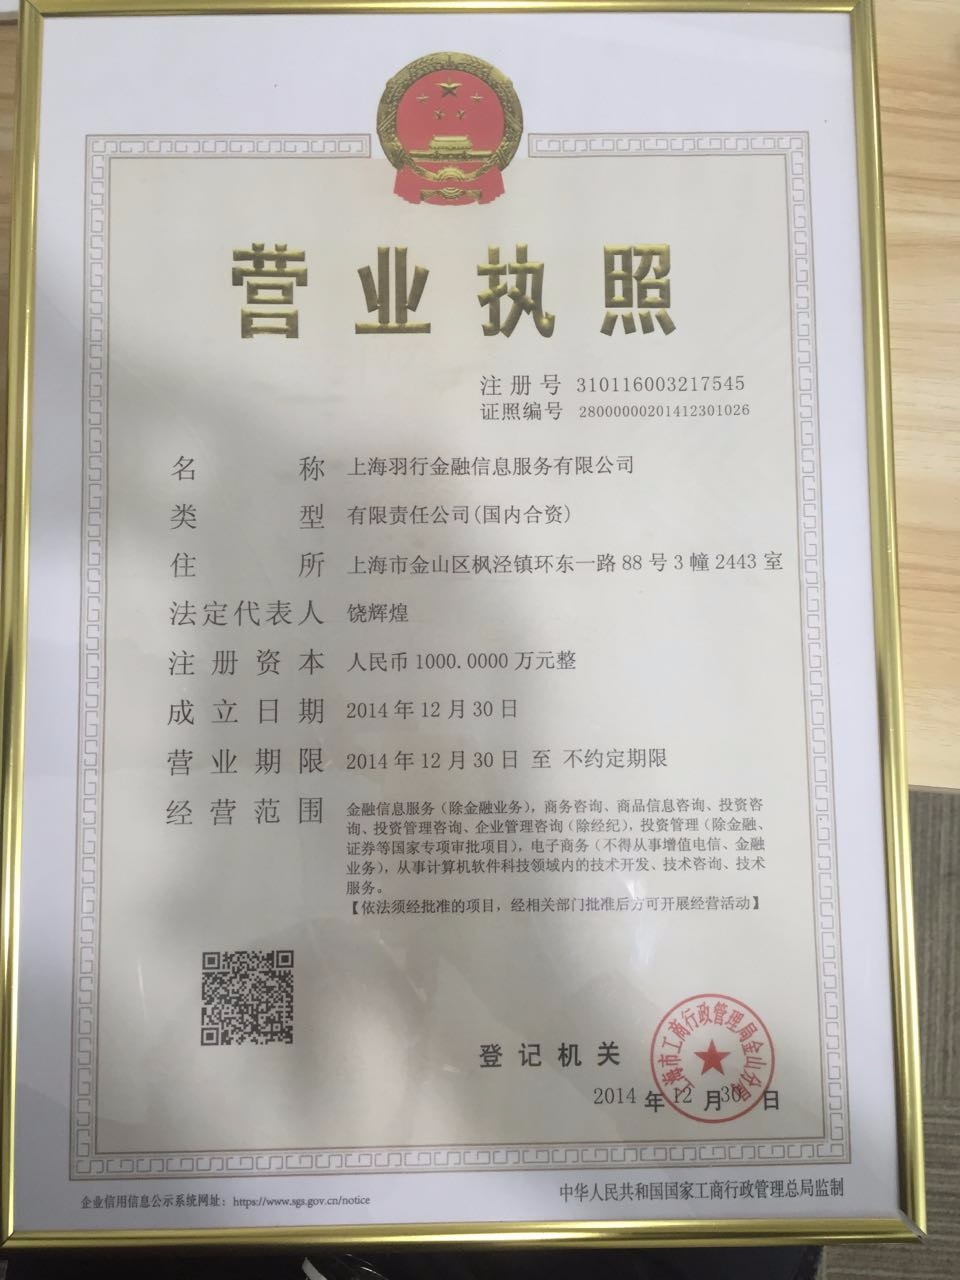 营业执照
注册号 310116003217545
证照编号 28000000201412301026
名称 上海羽行金融信息服务有限公司
类型 有限责任公司(国内合资)
住所 上海市金山区枫泾镇环东一路88号3幢2443室
法定代表人 饶辉煌
注册资本 人民币1000.0000万元整
成立日期 2014年12月30日
营业期限 2014年12月30日 至 不约定期限
经营范围 金融信息服务（除金融业务），商务咨询、商品信息咨询、投资咨
询、投资管理咨询、企业管理咨询（除经纪），投资管理（除金融、
证券等国家专项审批项目），电子商务（不得从事增值电信、金融
业务），从事计算机软件科技领域内的技术开发、技术咨询、技术
服务。
【依法须经批准的项目，经相关部门批准后方可开展经营活动】
上海市工商行政管理局金山分局
登记机关
2014年12月30日
企业信用信息公示系统网址：https://www.sgs.gov.cn/notice
中华人民共和国国家工商行政管理总局监制